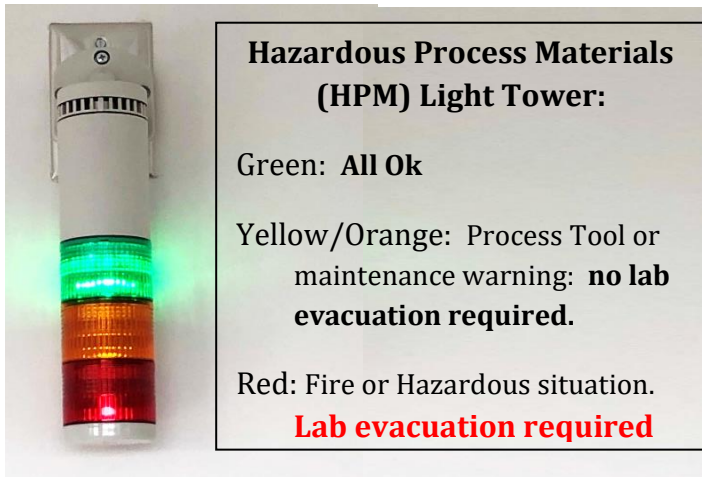 Hazardous Process Materials
(HPM) Light Tower:
Green: All Ok
Yellow/Orange: Process Tool or
maintenance warning: no lab
evacuation required.
Red: Fire or Hazardous situation.
Lab evacuation required